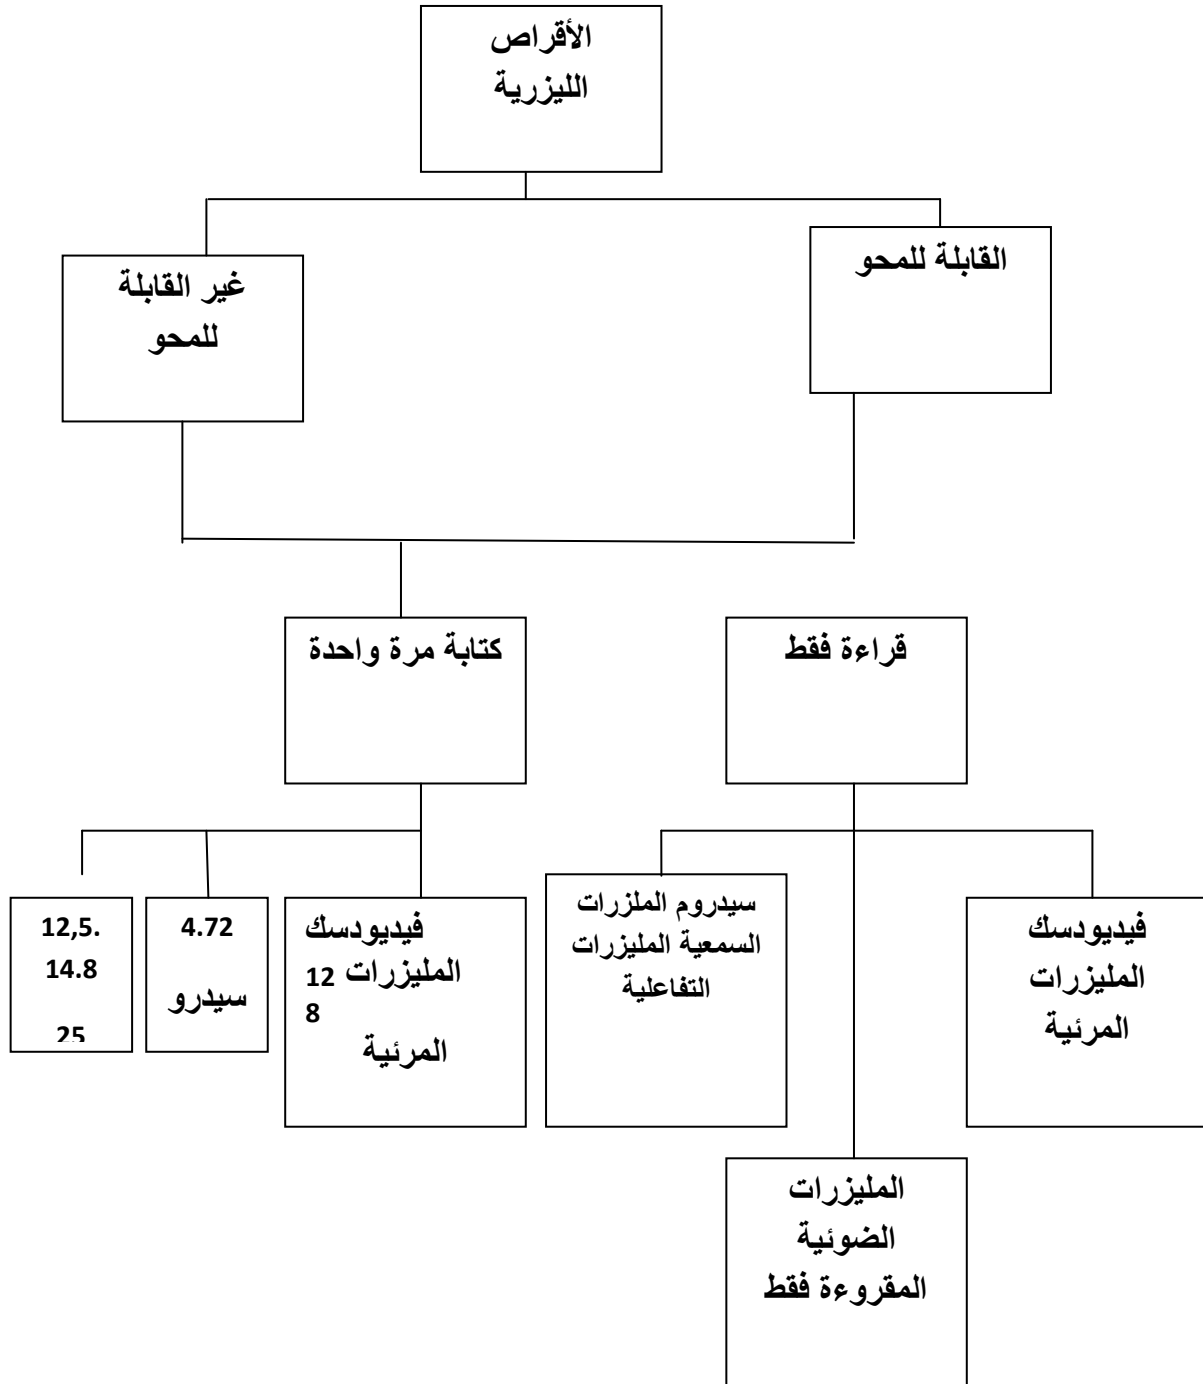 الأقراص
الليزرية
القابلة للمحو
غير القابلة
للمحو
قراءة فقط
كتابة مرة واحدة
فيديودسك
المليزرات
المرئية
سيدروم الملزرات
السمعية المليزرات
التفاعلية
فيديودسك
المليزرات 12
8
المرئية
4.72
سيدرو
12,5.
14.8
25
المليزرات
الضوئية
المقروءة فقط